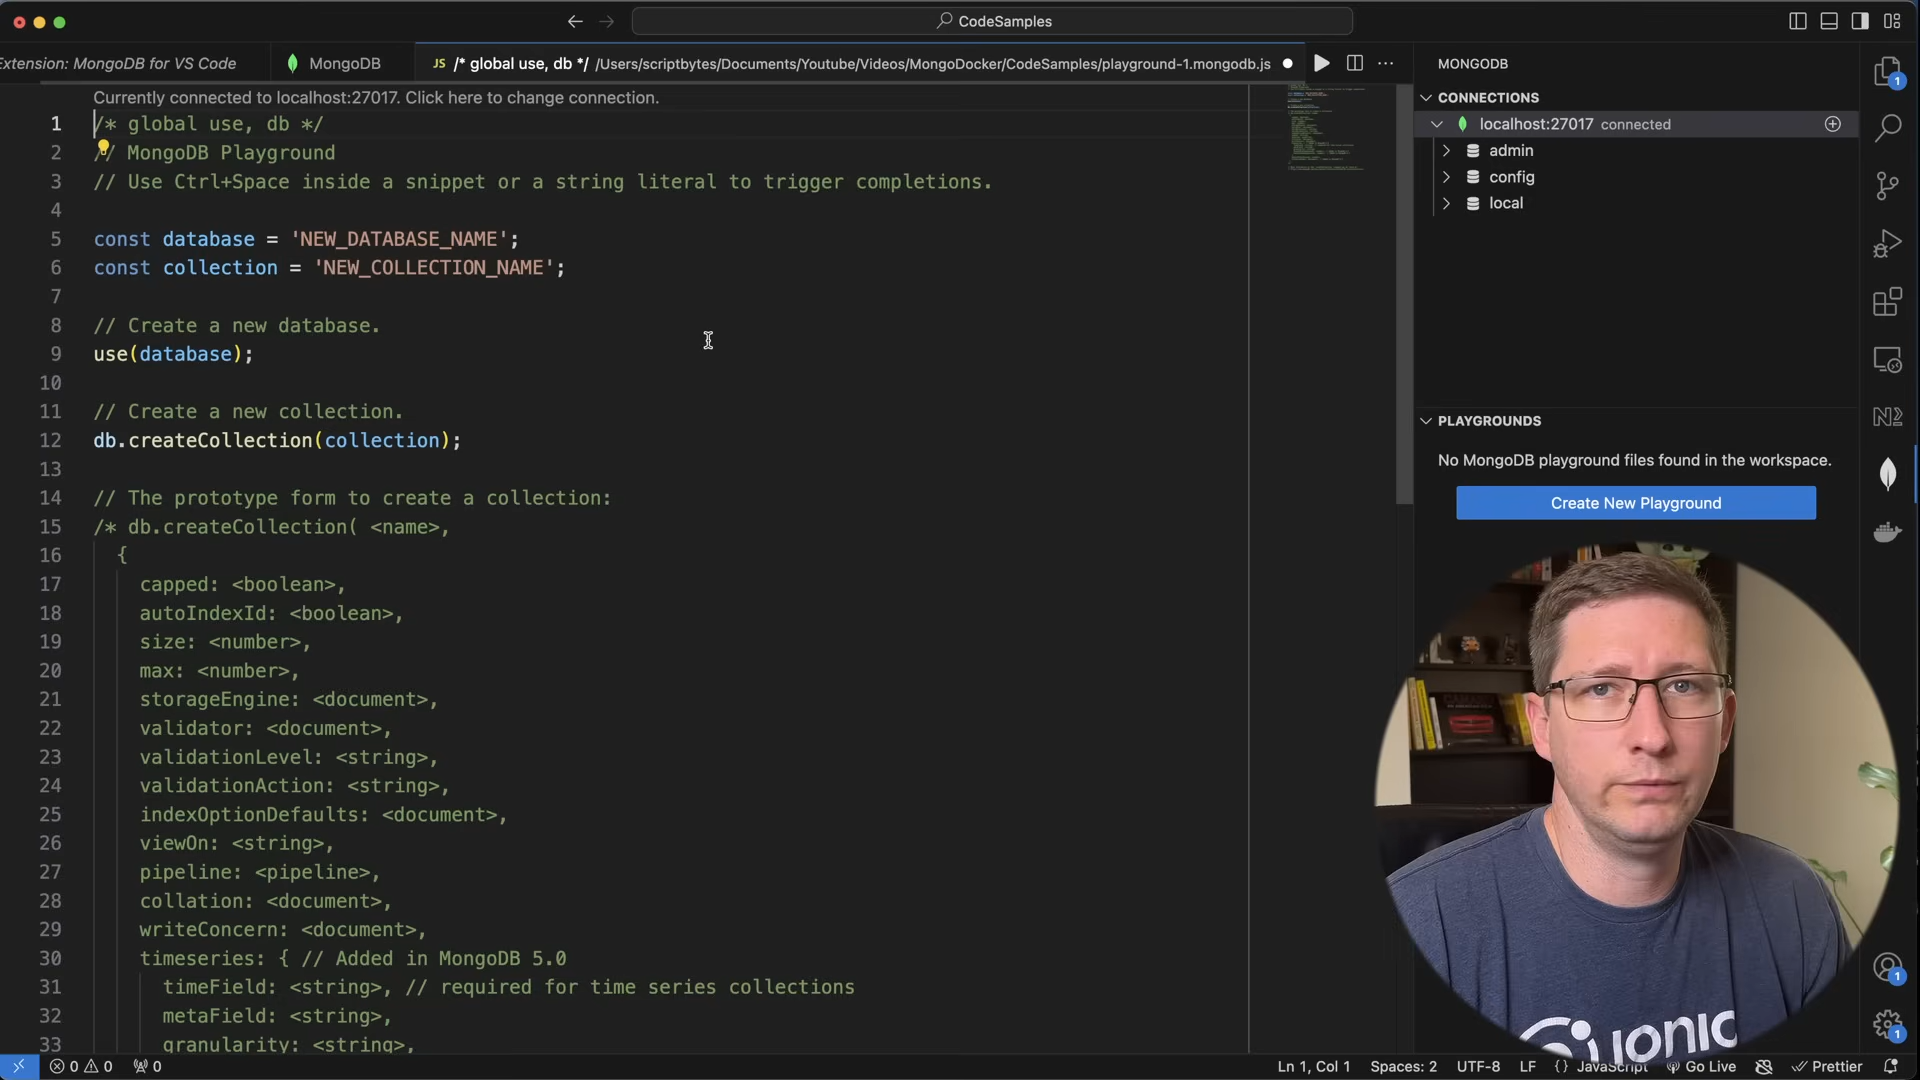 CodeSamples
Extension: MongoDB for VS Code
MongoDB
JS /* global use, db */ /Users/scriptbytes/Documents/Youtube/Videos/MongoDocker/CodeSamples/playground-1.mongodb.js
Currently connected to localhost:27017. Click here to change connection.
1 /* global use, db */
2 // MongoDB Playground
3 // Use Ctrl+Space inside a snippet or a string literal to trigger completions.
4
5 const database = 'NEW_DATABASE_NAME';
6 const collection = 'NEW_COLLECTION_NAME';
7
8 // Create a new database.
9 use(database);
10
11 // Create a new collection.
12 db.createCollection(collection);
13
14 // The prototype form to create a collection:
15 /* db.createCollection( <name>,
16 {
17 capped: <boolean>,
18 autoIndexId: <boolean>,
19 size: <number>,
20 max: <number>,
21 storageEngine: <document>,
22 validator: <document>,
23 validationLevel: <string>,
24 validationAction: <string>,
25 indexOptionDefaults: <document>,
26 viewOn: <string>,
27 pipeline: <pipeline>,
28 collation: <document>,
29 writeConcern: <document>,
30 timeseries: { // Added in MongoDB 5.0
31 timeField: <string>, // required for time series collections
32 metaField: <string>,
33 granularity: <string>,
MONGODB
CONNECTIONS
localhost:27017 connected
admin
config
local
PLAYGROUNDS
No MongoDB playground files found in the workspace.
Create New Playground
1
N
1
1
ionic
0 0 0
Ln 1, Col 1 Spaces: 2 UTF-8 LF {} JavaScript Go Live Prettier